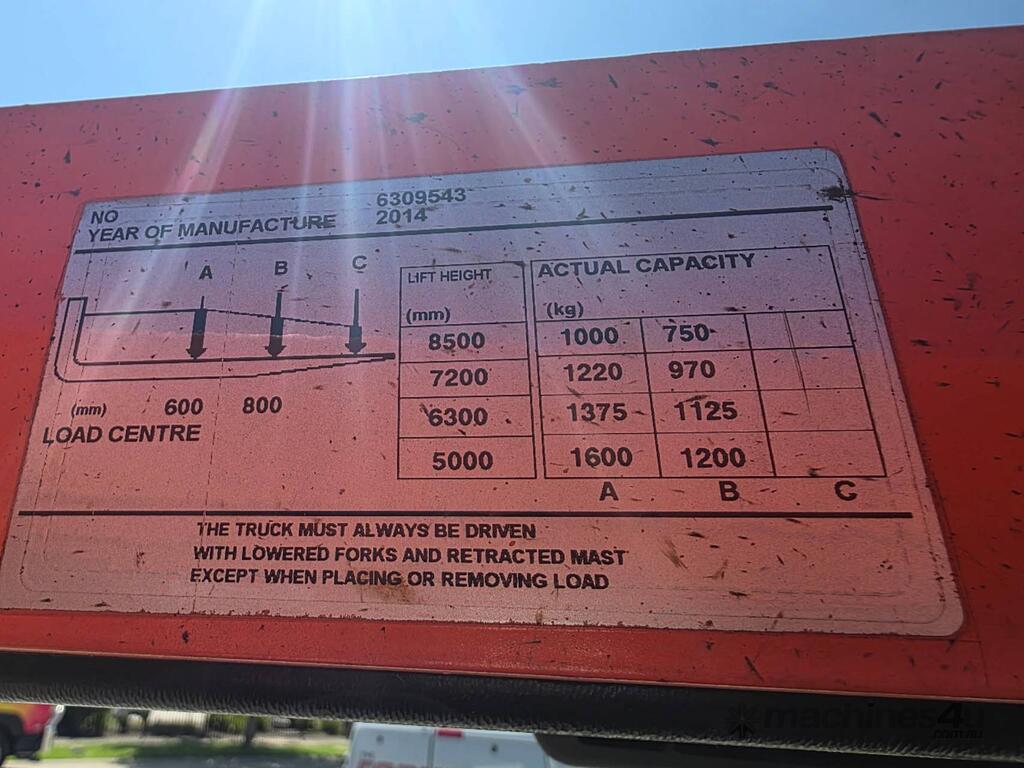 NO 6309543
YEAR OF MANUFACTURE 2014
A B C
(mm) 600 800
LOAD CENTRE
LIFT HEIGHT ACTUAL CAPACITY
(mm) (kg)
8500 1000 750
7200 1220 970
6300 1375 1125
5000 1600 1200
A B C
THE TRUCK MUST ALWAYS BE DRIVEN
WITH LOWERED FORKS AND RETRACTED MAST
EXCEPT WHEN PLACING OR REMOVING LOAD
machines4u
.com.au